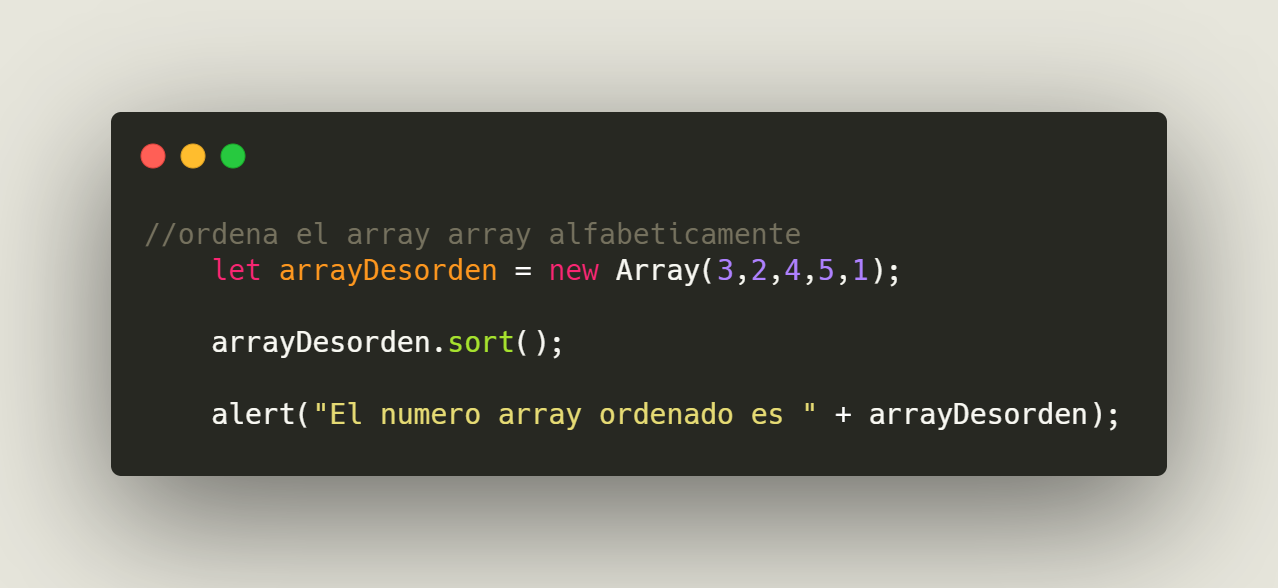 //ordena el array array alfabeticamente
let arrayDesorden = new Array(3,2,4,5,1);
arrayDesorden.sort();
alert("El numero array ordenado es " + arrayDesorden);